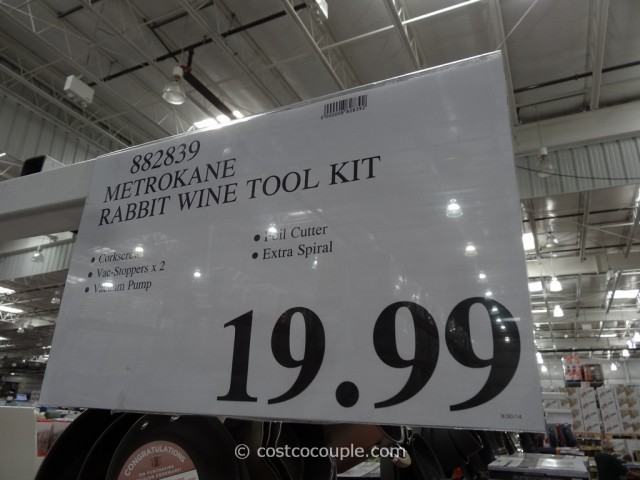 882839
METROKANE
RABBIT WINE TOOL KIT
• Corkscrew
• Vac-Stoppers x 2
• Vacuum Pump
• Foil Cutter
• Extra Spiral
19.99
CONGRATULATIONS
© costcocouple.com